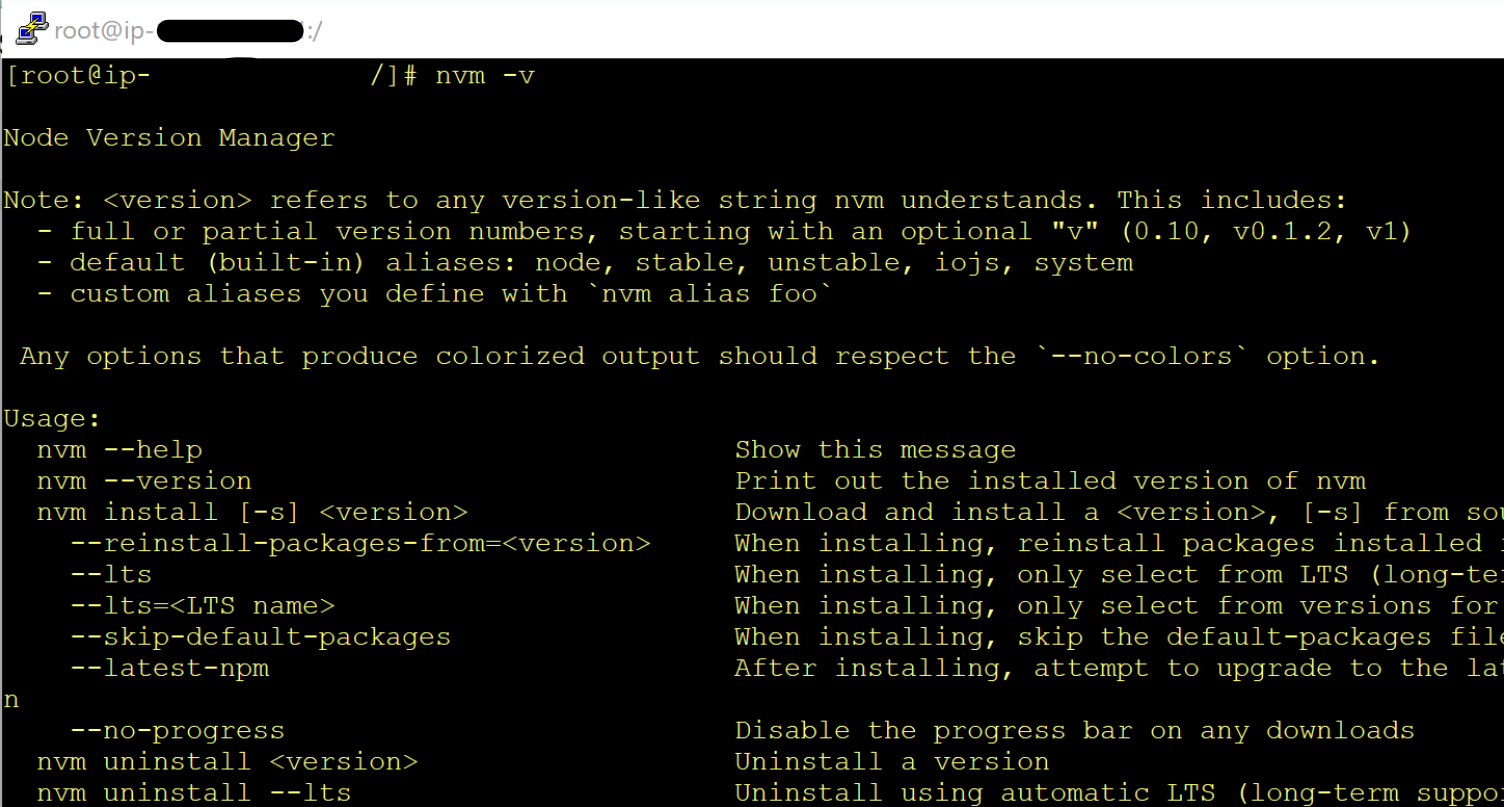 root@ip- :/
[root@ip- /]# nvm -v
Node Version Manager
Note: <version> refers to any version-like string nvm understands. This includes:
- full or partial version numbers, starting with an optional "v" (0.10, v0.1.2, v1)
- default (built-in) aliases: node, stable, unstable, iojs, system
- custom aliases you define with `nvm alias foo`
Any options that produce colorized output should respect the `--no-colors` option.
Usage:
nvm --help Show this message
nvm --version Print out the installed version of nvm
nvm install [-s] <version> Download and install a <version>, [-s] from sou
--reinstall-packages-from=<version> When installing, reinstall packages installed
--lts When installing, only select from LTS (long-te
--lts=<LTS name> When installing, only select from versions for
--skip-default-packages When installing, skip the default-packages file
--latest-npm After installing, attempt to upgrade to the lat
n
--no-progress Disable the progress bar on any downloads
nvm uninstall <version> Uninstall a version
nvm uninstall --lts Uninstall using automatic LTS (long-term suppo